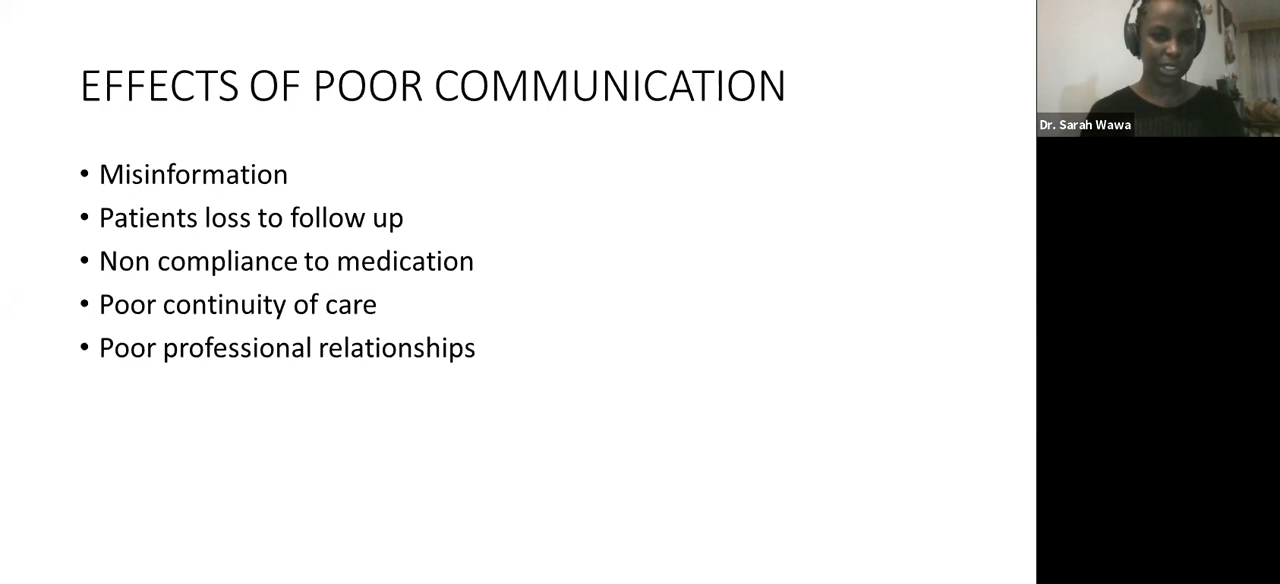 EFFECTS OF POOR COMMUNICATION
• Misinformation
• Patients loss to follow up
• Non compliance to medication
• Poor continuity of care
• Poor professional relationships
Dr. Sarah Wawa